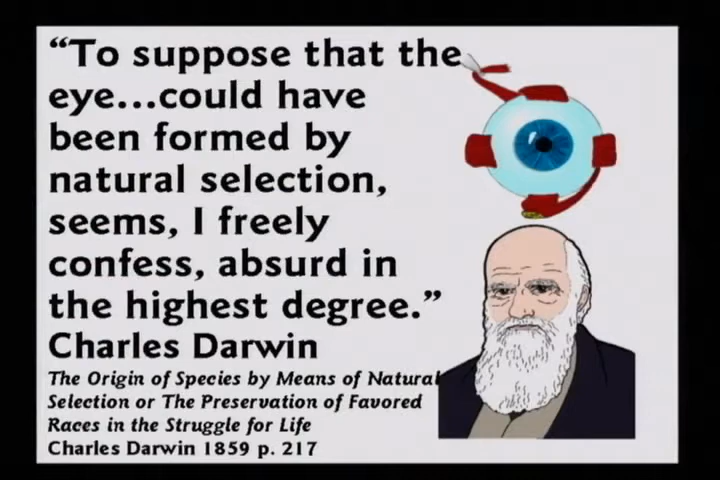 “To suppose that the
eye...could have
been formed by
natural selection,
seems, I freely
confess, absurd in
the highest degree.”
Charles Darwin
The Origin of Species by Means of Natural
Selection or The Preservation of Favored
Races in the Struggle for Life
Charles Darwin 1859 p. 217